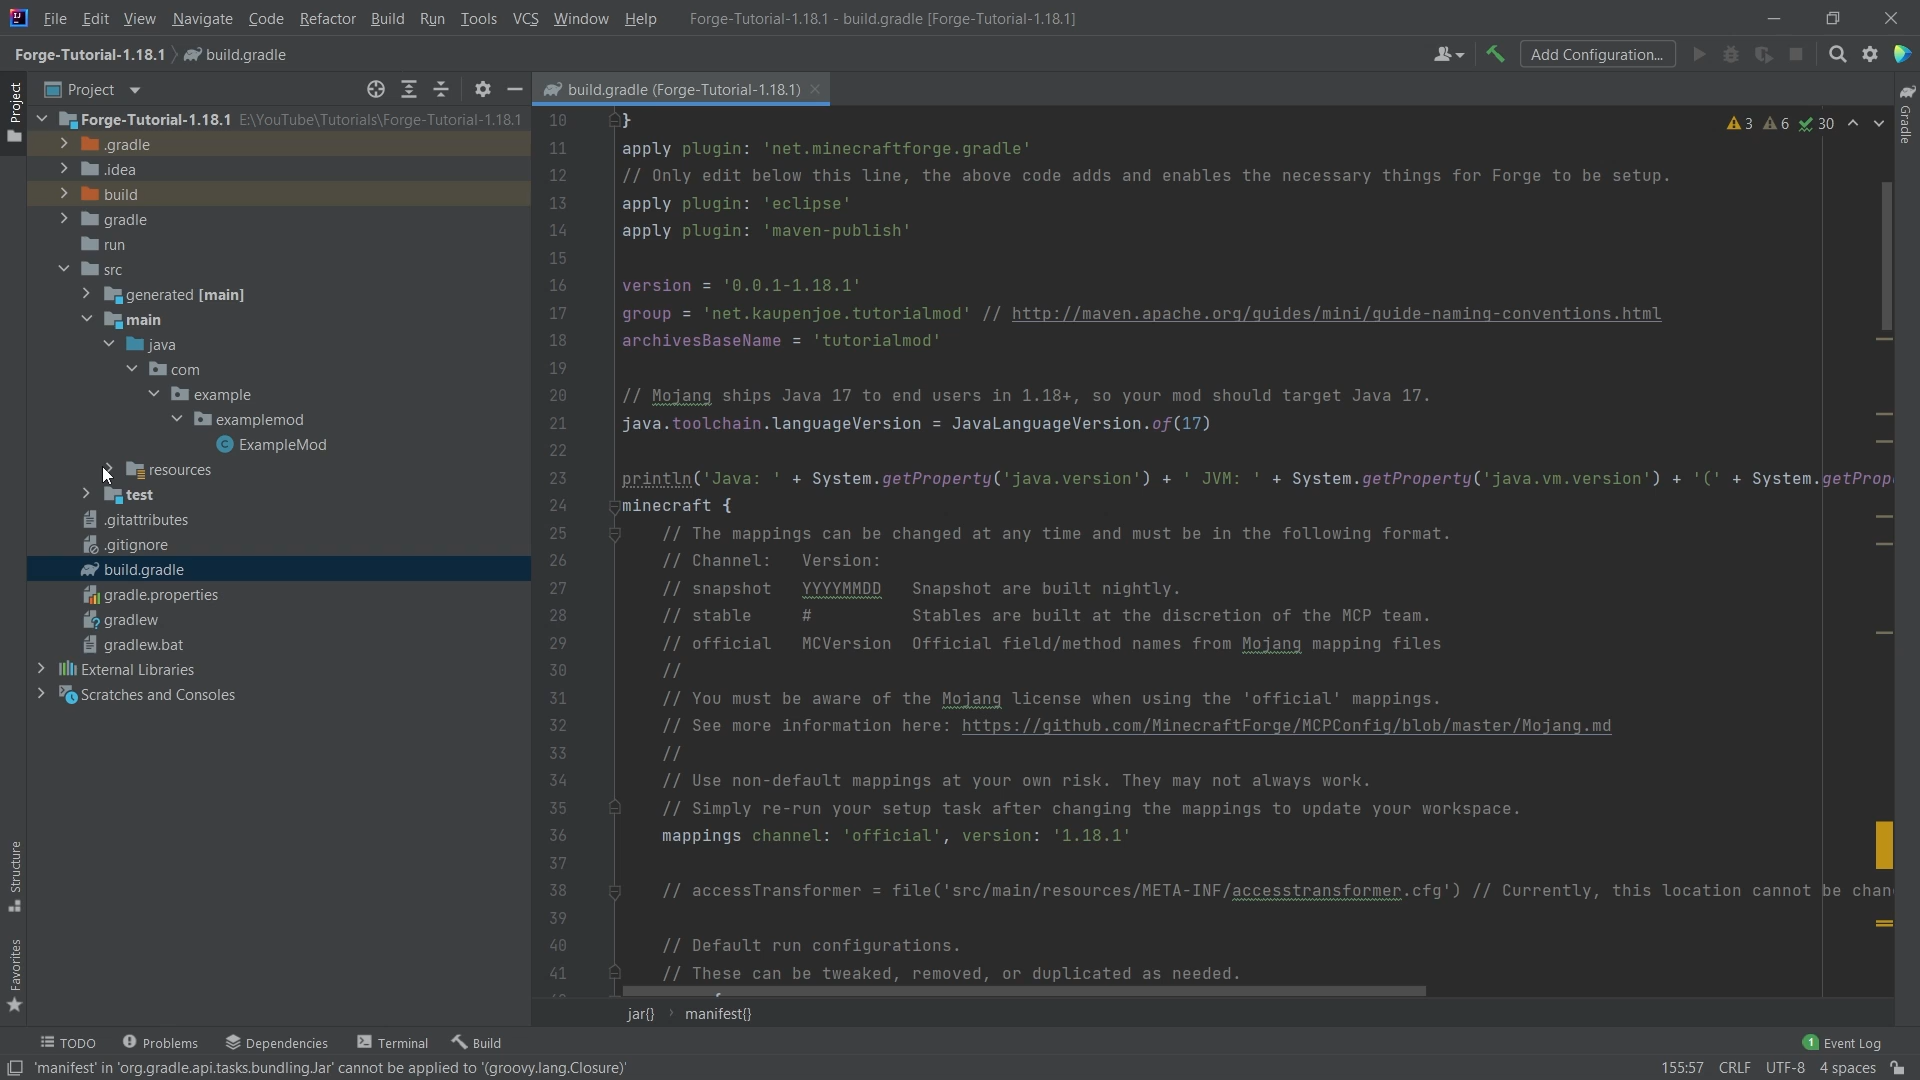 File Edit View Navigate Code Refactor Build Run Tools VCS Window Help Forge-Tutorial-1.18.1 - build.gradle [Forge-Tutorial-1.18.1]
Forge-Tutorial-1.18.1 build.gradle Add Configuration...
Project
Project
build.gradle (Forge-Tutorial-1.18.1)
Gradle
3 6 30
Forge-Tutorial-1.18.1 E:\YouTube\Tutorials\Forge-Tutorial-1.18.1
.gradle
.idea
build
gradle
run
src
generated [main]
main
java
com
example
examplemod
ExampleMod
resources
test
.gitattributes
.gitignore
build.gradle
gradle.properties
gradlew
gradlew.bat
External Libraries
Scratches and Consoles
Structure
Favorites
10 }
11 apply plugin: 'net.minecraftforge.gradle'
12 // Only edit below this line, the above code adds and enables the necessary things for Forge to be setup.
13 apply plugin: 'eclipse'
14 apply plugin: 'maven-publish'
15
16 version = '0.0.1-1.18.1'
17 group = 'net.kaupenjoe.tutorialmod' // http://maven.apache.org/guides/mini/guide-naming-conventions.html
18 archivesBaseName = 'tutorialmod'
19
20 // Mojang ships Java 17 to end users in 1.18+, so your mod should target Java 17.
21 java.toolchain.languageVersion = JavaLanguageVersion.of(17)
22
23 println('Java: ' + System.getProperty('java.version') + ' JVM: ' + System.getProperty('java.vm.version') + '(' + System.getProp
24 minecraft {
25 // The mappings can be changed at any time and must be in the following format.
26 // Channel: Version:
27 // snapshot YYYYMMDD Snapshot are built nightly.
28 // stable # Stables are built at the discretion of the MCP team.
29 // official MCVersion Official field/method names from Mojang mapping files
30 //
31 // You must be aware of the Mojang license when using the 'official' mappings.
32 // See more information here: https://github.com/MinecraftForge/MCPConfig/blob/master/Mojang.md
33 //
34 // Use non-default mappings at your own risk. They may not always work.
35 // Simply re-run your setup task after changing the mappings to update your workspace.
36 mappings channel: 'official', version: '1.18.1'
37
38 // accessTransformer = file('src/main/resources/META-INF/accesstransformer.cfg') // Currently, this location cannot be chan
39
40 // Default run configurations.
41 // These can be tweaked, removed, or duplicated as needed.
jar{} manifest{}
TODO Problems Dependencies Terminal Build 1 Event Log
'manifest' in 'org.gradle.api.tasks.bundling.Jar' cannot be applied to '(groovy.lang.Closure)' 155:57 CRLF UTF-8 4 spaces